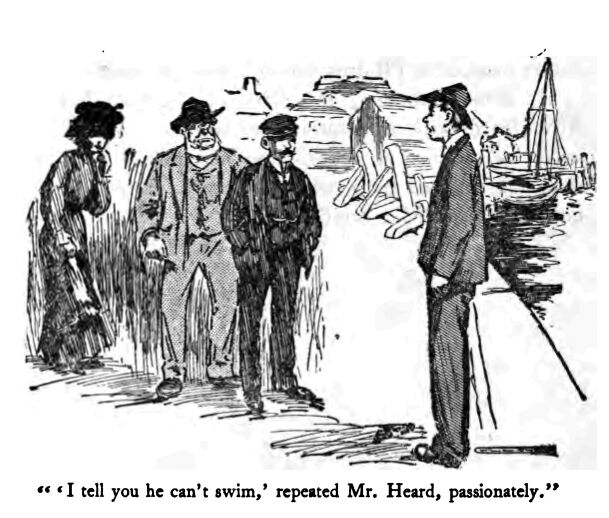 “ ‘I tell you he can't swim,’ repeated Mr. Heard, passionately.”